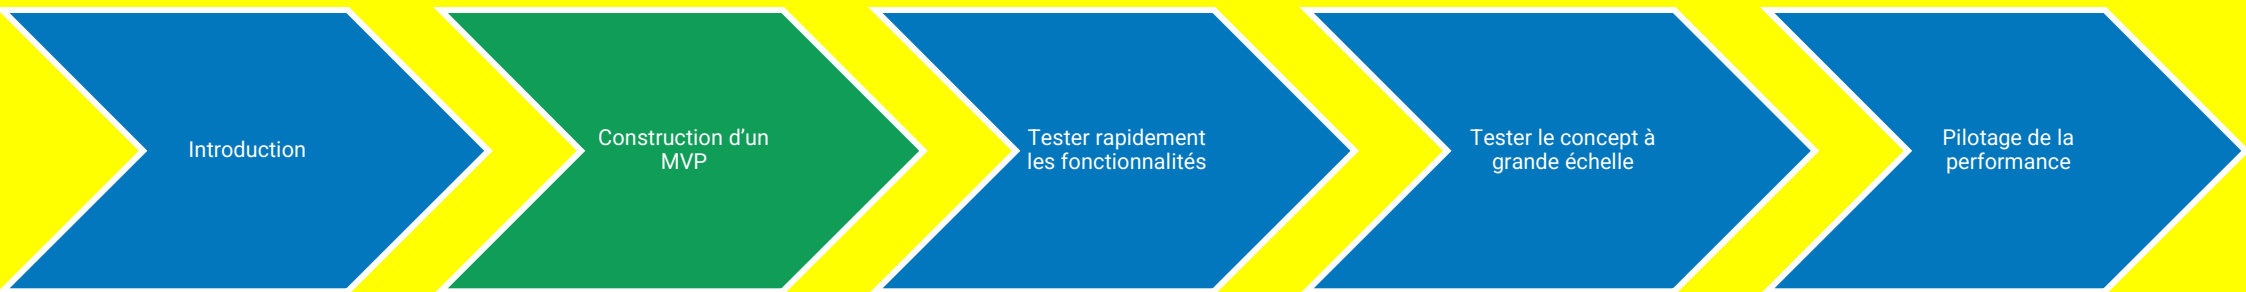 Introduction
Construction d’un
MVP
Tester rapidement
les fonctionnalités
Tester le concept à
grande échelle
Pilotage de la
performance